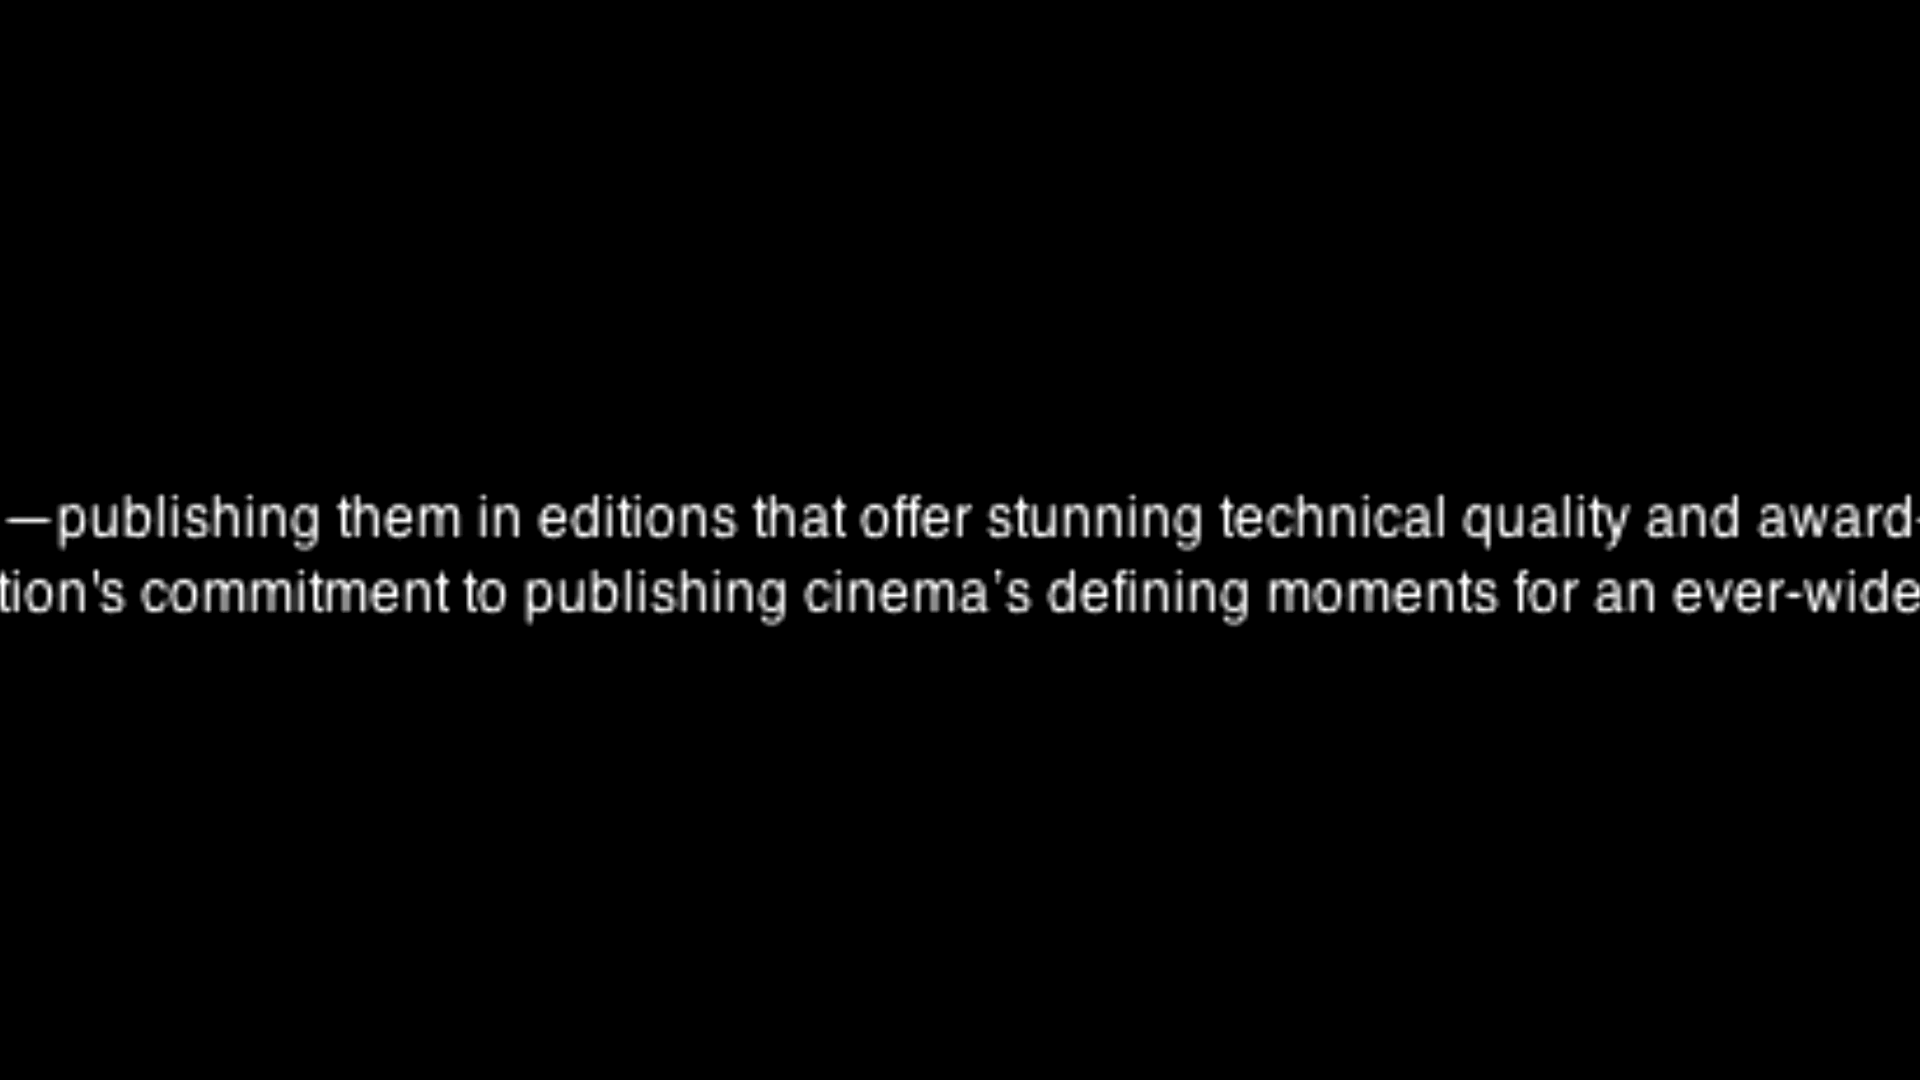 —publishing them in editions that offer stunning technical quality and award-
tion's commitment to publishing cinema's defining moments for an ever-wide